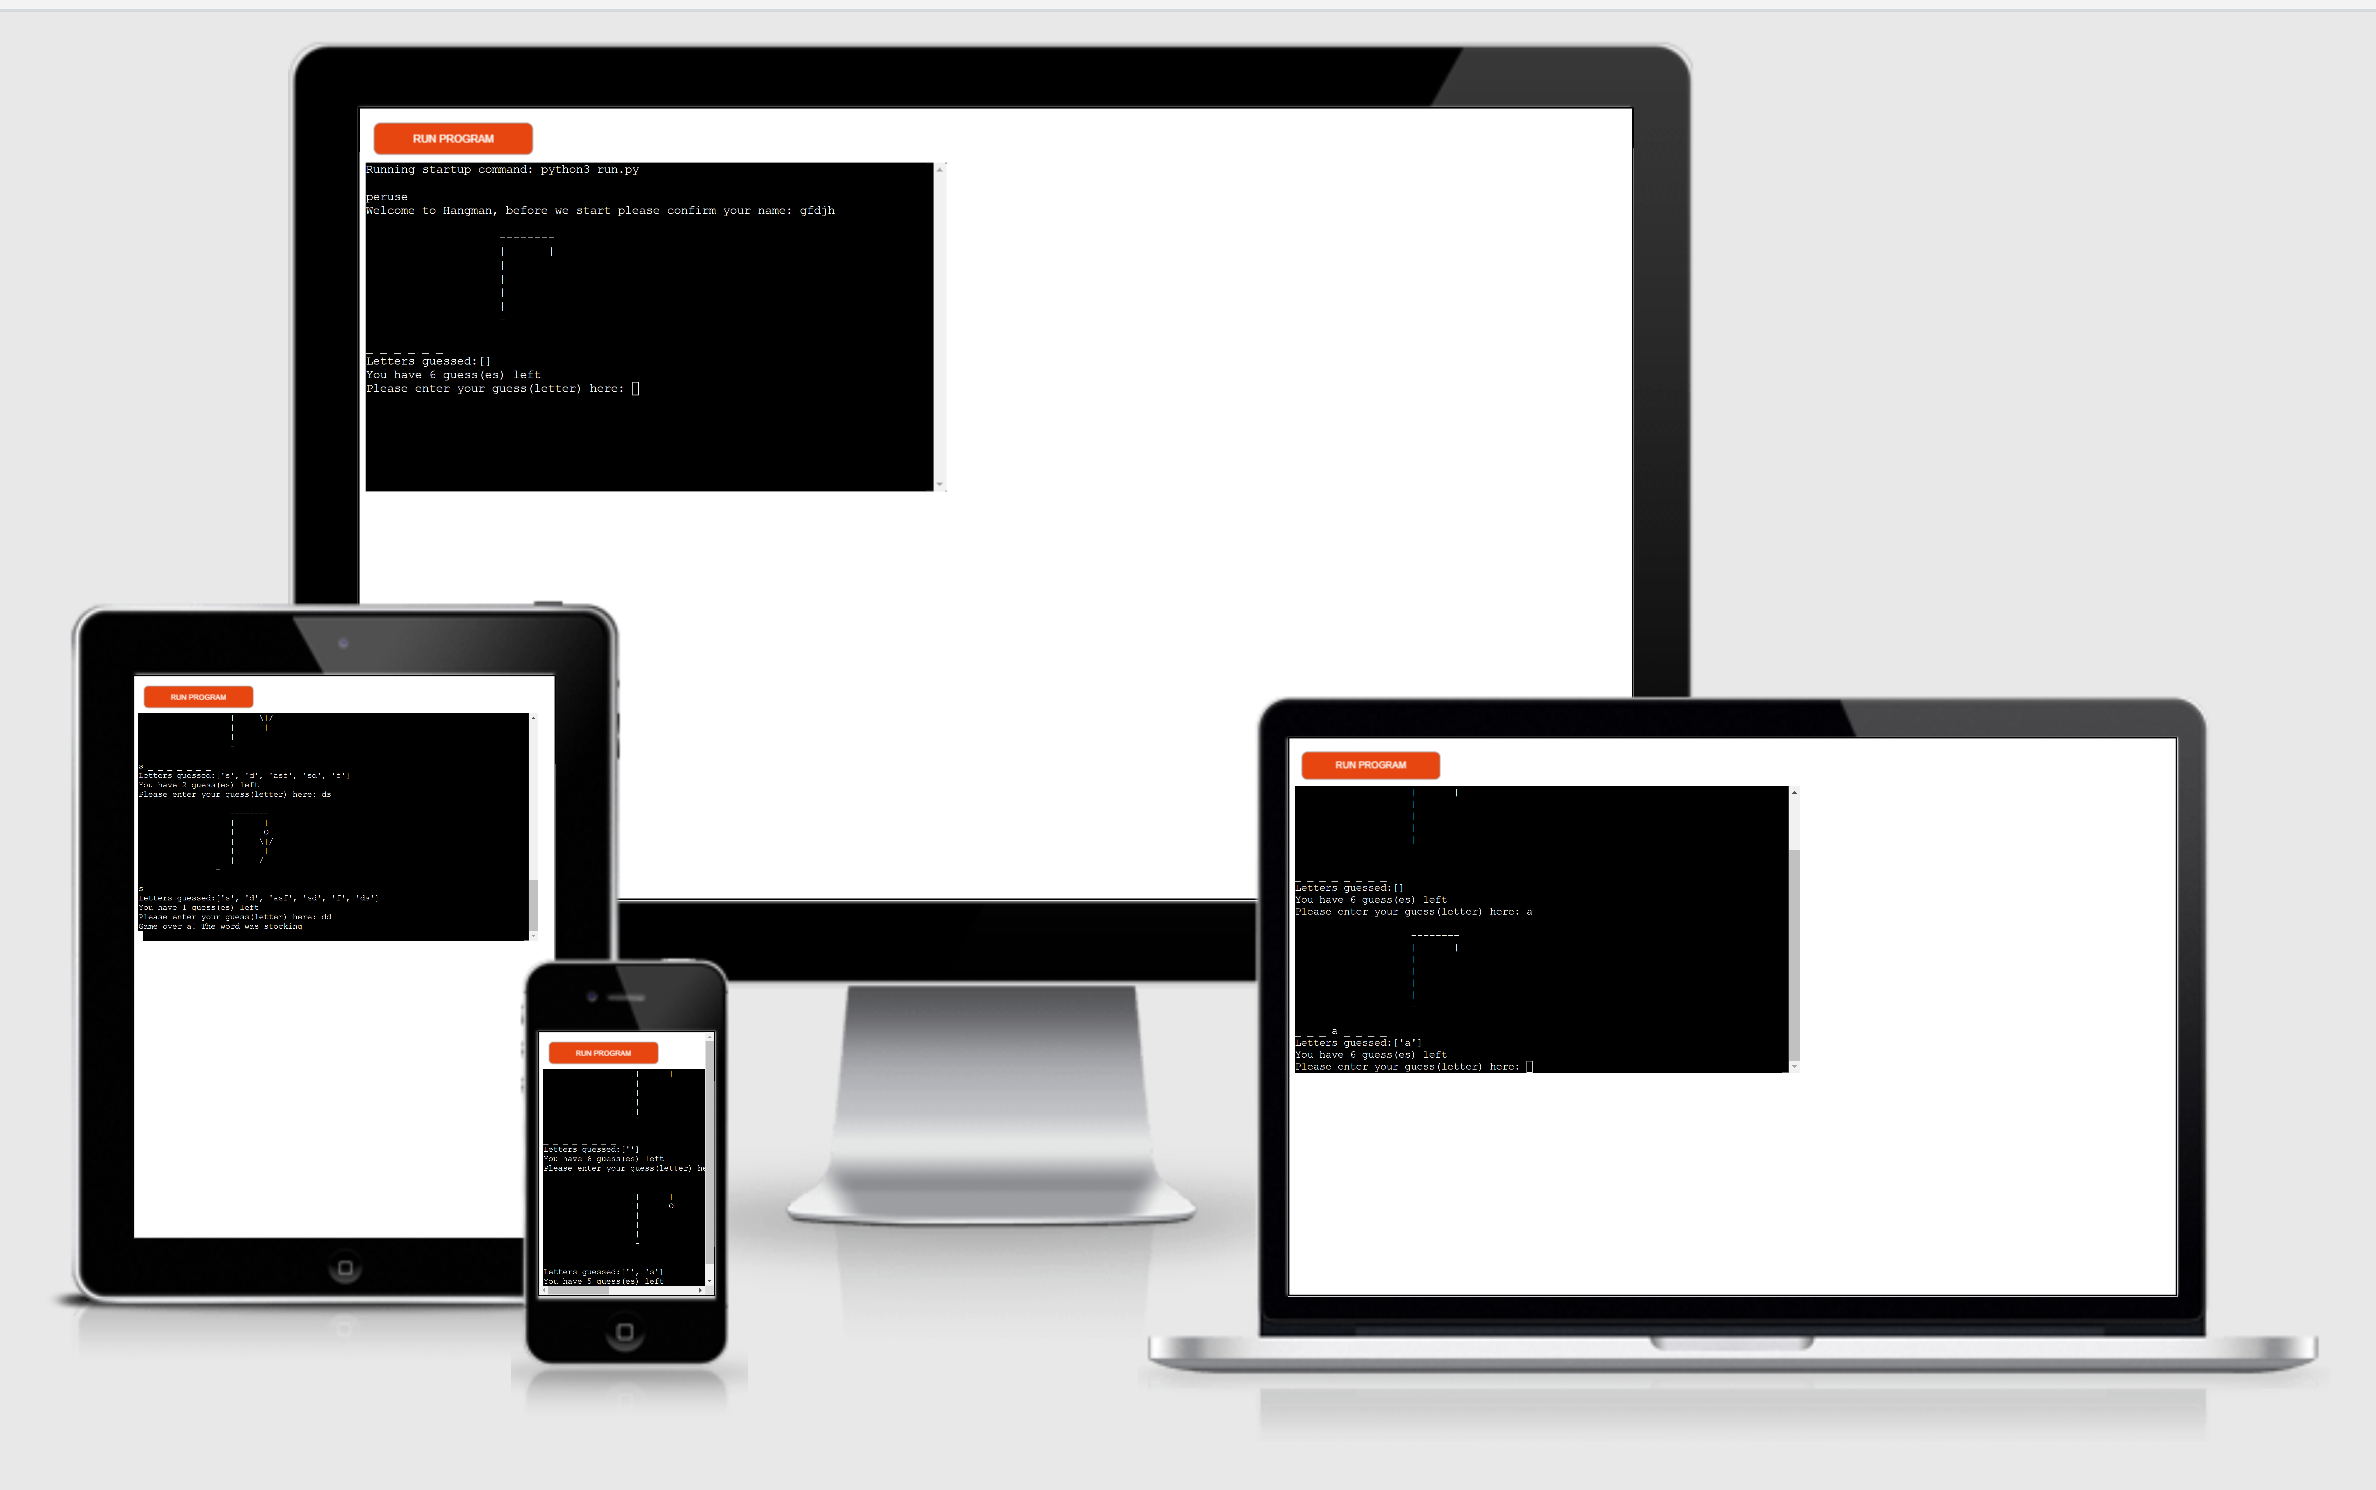 RUN PROGRAM
Running startup command: python3 run.py
peruse
Welcome to Hangman, before we start please confirm your name: gfdjh
_ _ _ _ _ _
Letters guessed:[]
You have 6 guess(es) left
Please enter your guess(letter) here:
RUN PROGRAM
s _ _ _ _ _ _ _
Letters guessed:['s', 'd', 'asf', 'sd', 'f']
You have 2 guess(es) left
Please enter your guess(letter) here: ds
s
Letters guessed:['s', 'd', 'asf', 'sd', 'f', 'ds']
You have 1 guess(es) left
Please enter your guess(letter) here: dd
Game over a! The word was stocking
RUN PROGRAM
_ _ _ _ _ _ _ _
Letters guessed:['']
You have 6 guess(es) left
Please enter your guess(letter) he
Letters guessed:['', 's']
You have 5 guess(es) left
RUN PROGRAM
_ _ _ _ _ _ _ _
Letters guessed:[]
You have 6 guess(es) left
Please enter your guess(letter) here: a
_ _ _ a _ _ _ _
Letters guessed:['a']
You have 6 guess(es) left
Please enter your guess(letter) here: